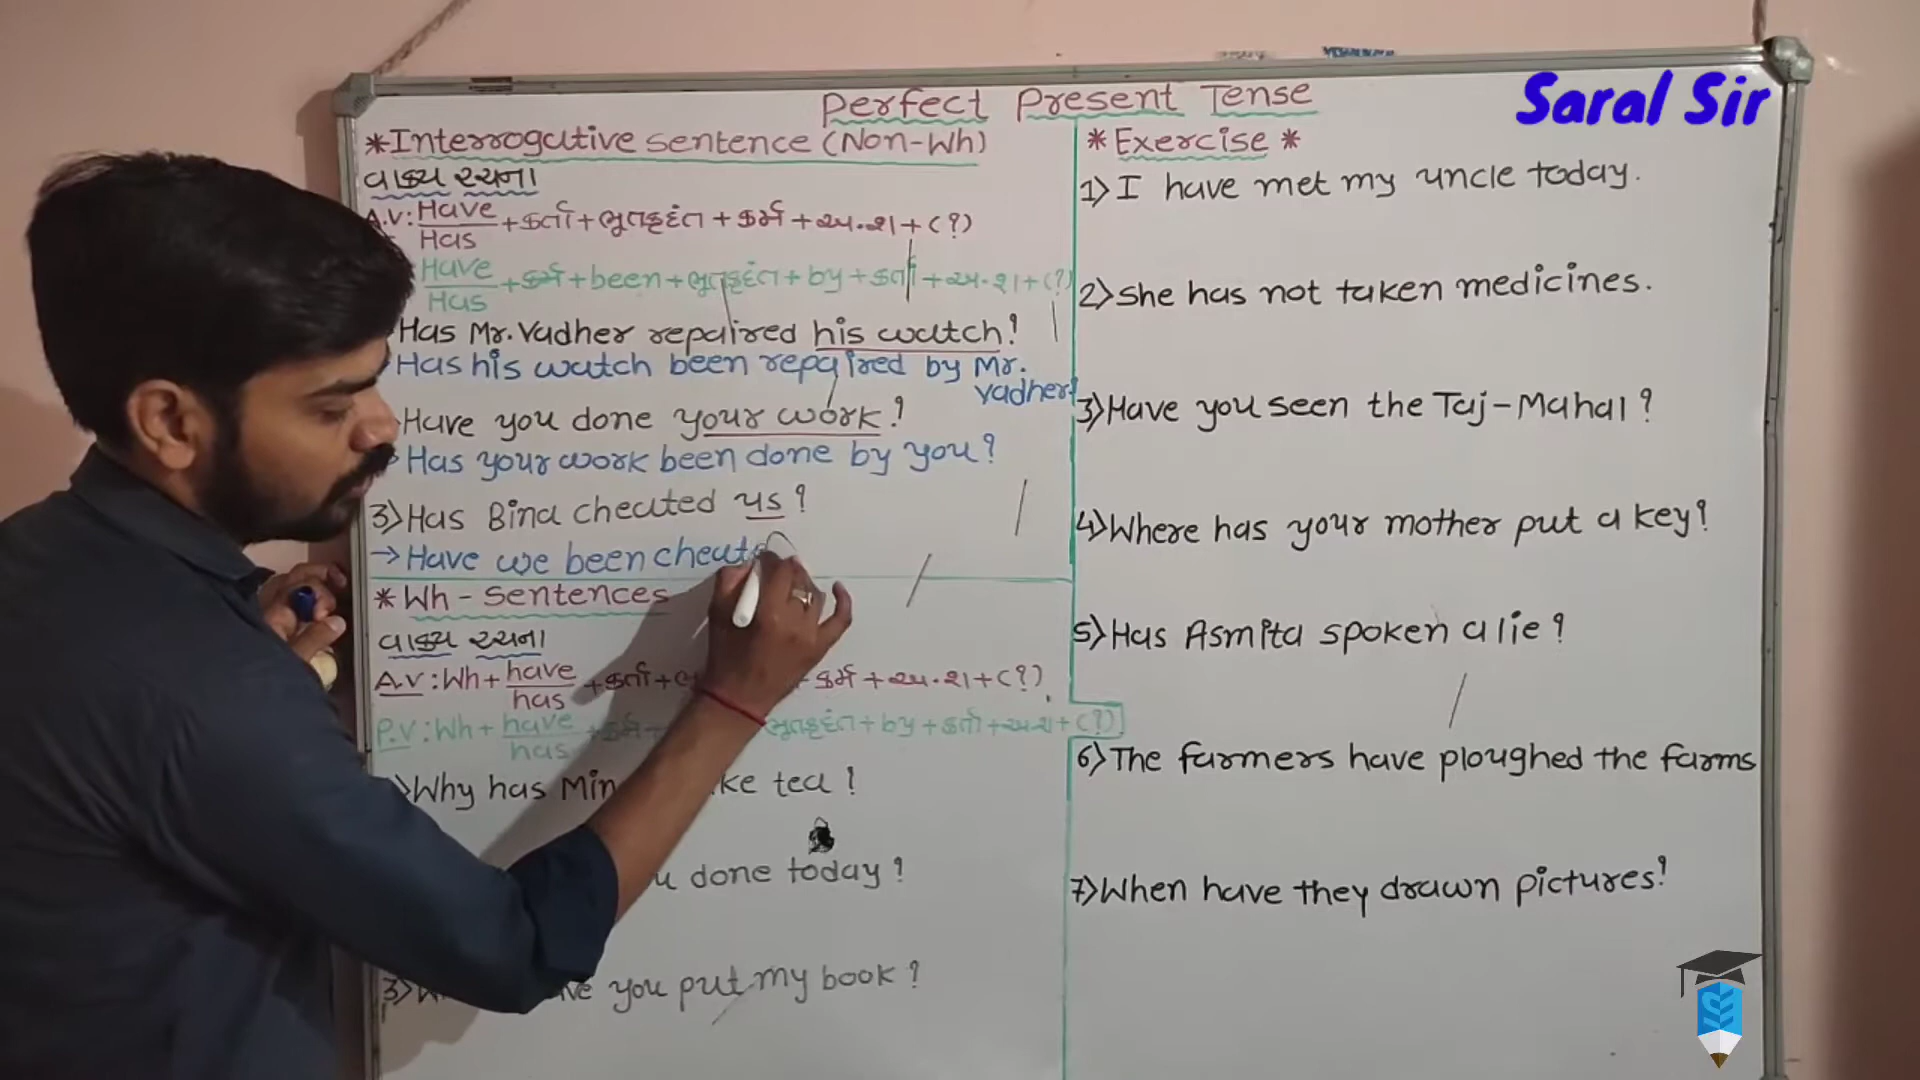 Perfect Present Tense
Saral Sir
*Interrogative sentence (Non-Wh)
વાક્ય રચના
A.V: Have/Has + કર્તા + ભૂતકૃદંત + કર્મ + અ.શ. + (?)
Have/Has + કર્મ + been + ભૂતકૃદંત + by + કર્તા + અ.શ. + (?)
Has Mr. Vadher repaired his watch?
Has his watch been repaired by Mr. Vadher?
Have you done your work?
Has your work been done by you?
3) Has Bina cheated us?
→ Have we been cheate
* Wh - Sentences
વાક્ય રચના
A.V: Wh + have/has + કર્તા + કર્મ + અ.શ. + (?)
P.V: Wh + have/has + કર્મ + ભૂતકૃદંત + by + કર્તા + અ.શ. + (?)
Why has tea?
done today?
3) you put my book?
* Exercise *
1) I have met my uncle today.
2) She has not taken medicines.
3) Have you seen the Taj-Mahal?
4) Where has your mother put a key?
5) Has Asmita spoken a lie?
6) The farmers have ploughed the farms
7) When have they drawn pictures?